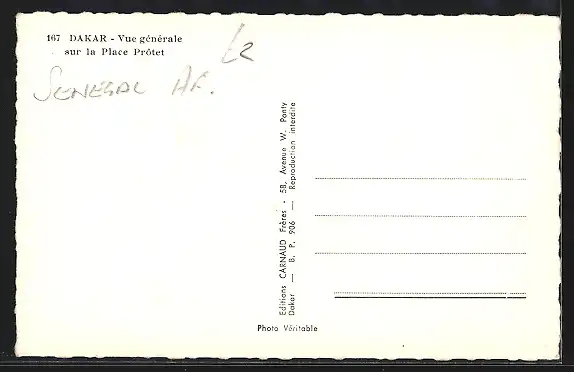 167 DAKAR - Vue générale
sur la Place Prôtet
SENEGAL AF.
Editions CARNAUD Frères - 58, Avenue W. Ponty
Dakar — B. P. 906 — Reproduction interdite
Photo Véritable